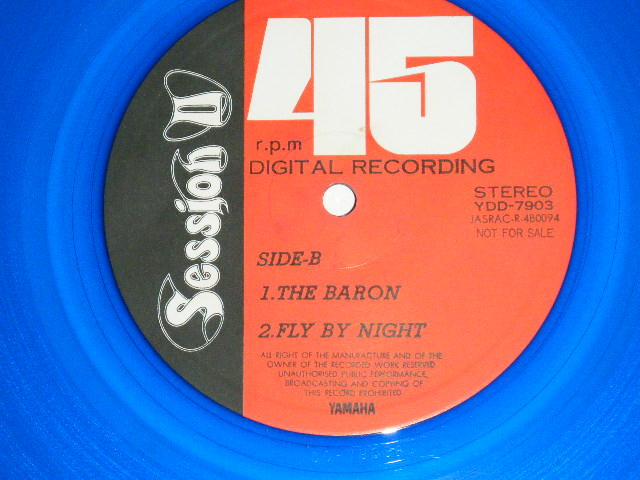 Session II
45
r.p.m
DIGITAL RECORDING
STEREO
YDD-7903
JASRAC-R-480094
NOT FOR SALE
SIDE-B
1.THE BARON
2.FLY BY NIGHT
ALL RIGHT OF THE MANUFACTURE AND OF THE
OWNER OF THE RECORDED WORK RESERVED
UNAUTHORISED PUBLIC PERFORMANCE,
BROADCASTING AND COPYING OF
THIS RECORD PROHIBITED
YAMAHA